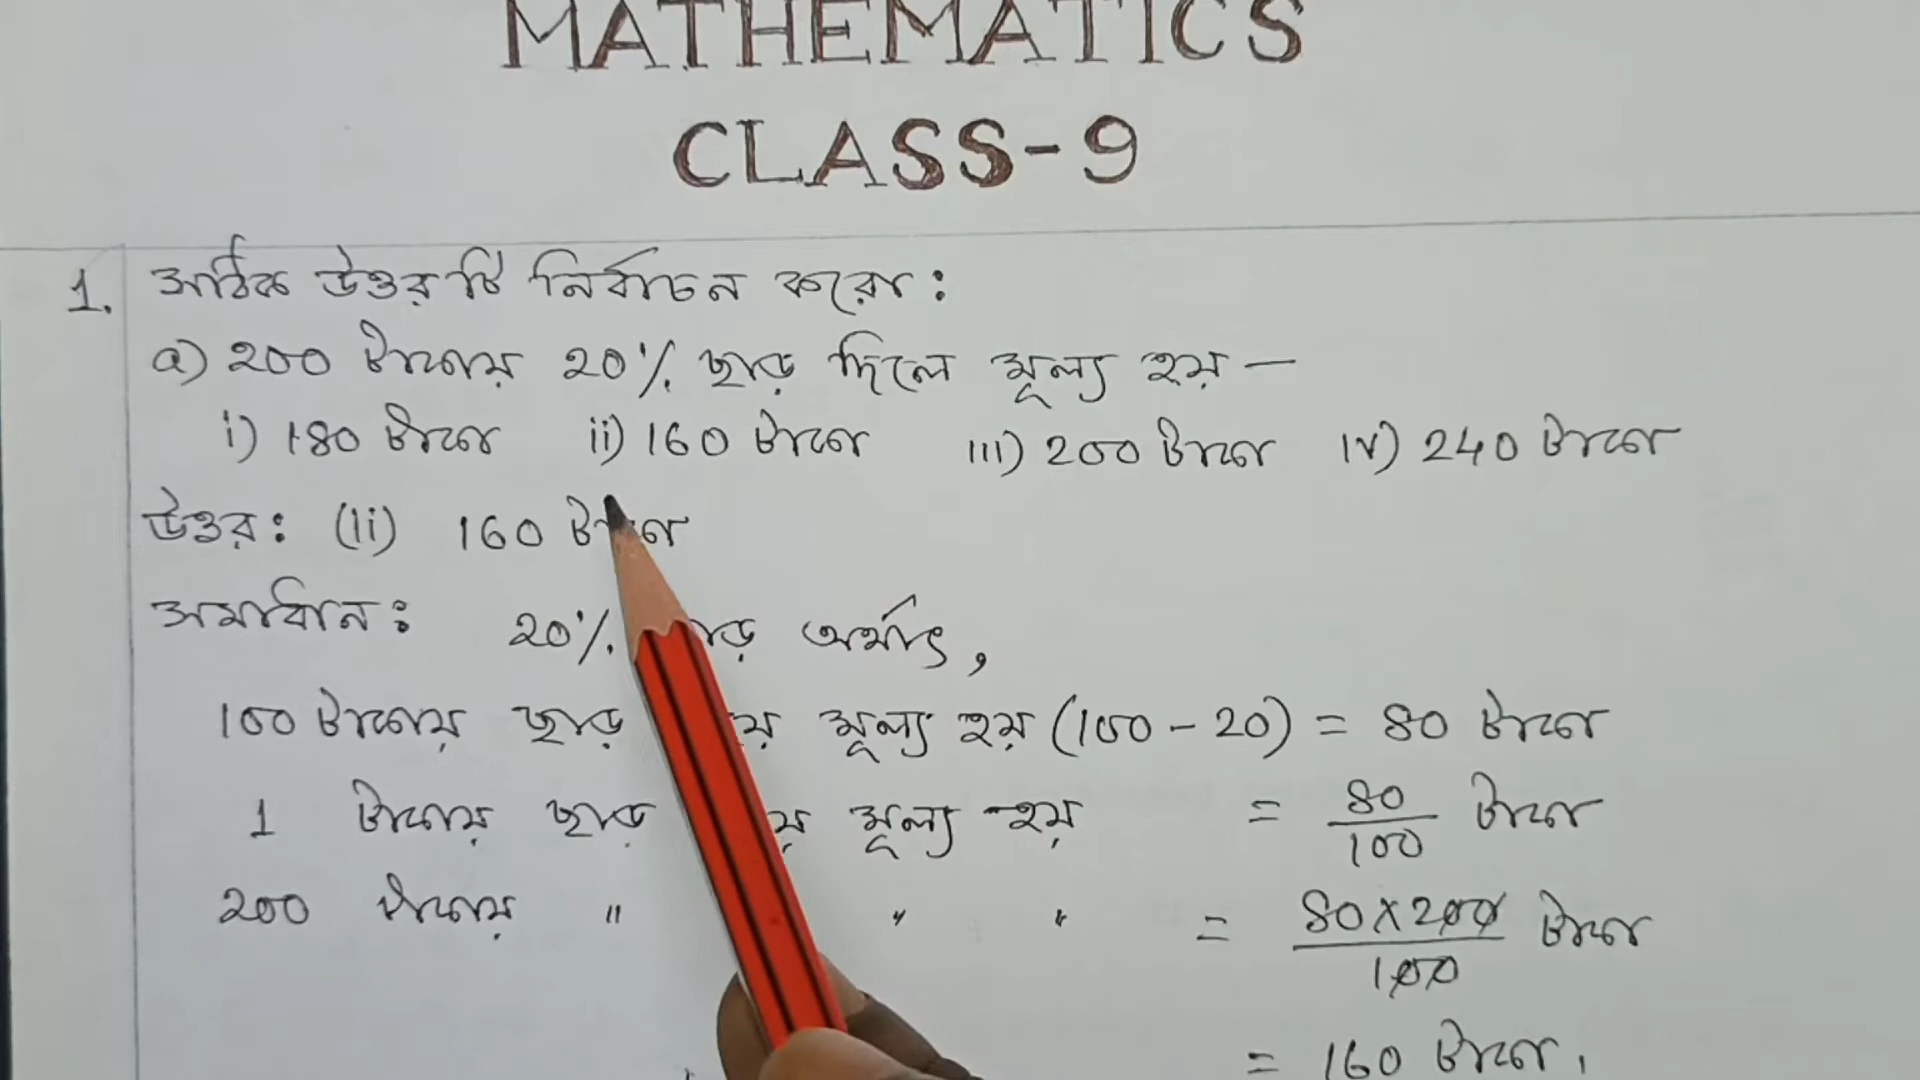 MATHEMATICS
CLASS-9
1. সঠিক উত্তর টি নির্বাচন করো:
a) 200 টাকায় 20% ছাড় দিলে মূল্য হয় —
i) 180 টাকা ii) 160 টাকা iii) 200 টাকা iv) 240 টাকা
উত্তর: (ii) 160 টাকা
সমাধান: 20% ছাড় অর্থাৎ,
100 টাকায় ছাড় মূল্য হয় (100 - 20) = 80 টাকা
1 টাকায় ছাড় মূল্য হয় = 80/100 টাকা
200 টাকায় " " " = 80 x 200/100 টাকা
= 160 টাকা,